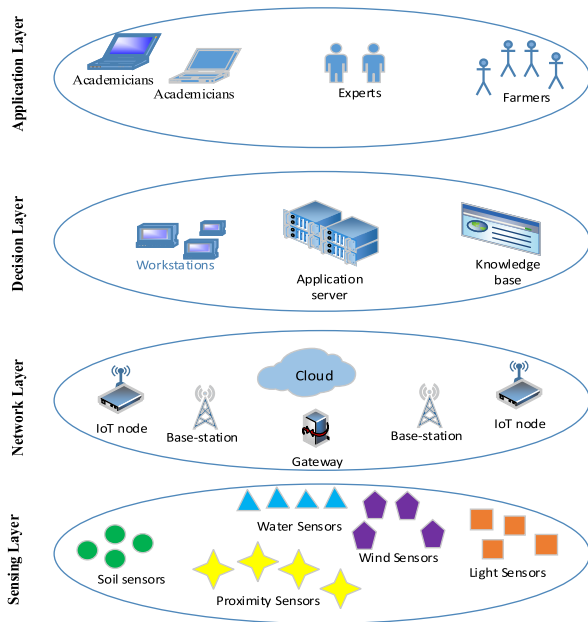 Application Layer
Academicians
Academicians
Experts
Farmers
Decision Layer
Workstations
Application
server
Knowledge
base
Network Layer
Cloud
IoT node
Base-station
Gateway
Base-station
IoT node
Sensing Layer
Water Sensors
Soil sensors
Wind Sensors
Light Sensors
Proximity Sensors